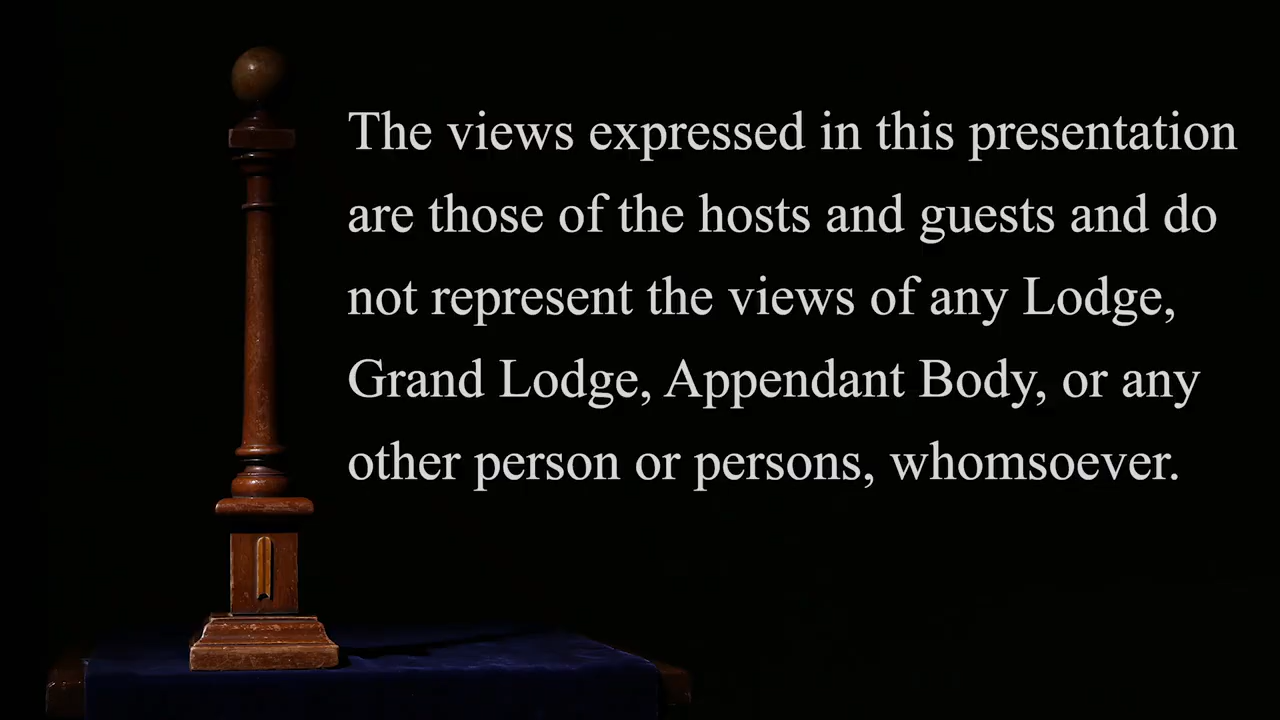 The views expressed in this presentation
are those of the hosts and guests and do
not represent the views of any Lodge,
Grand Lodge, Appendant Body, or any
other person or persons, whomsoever.